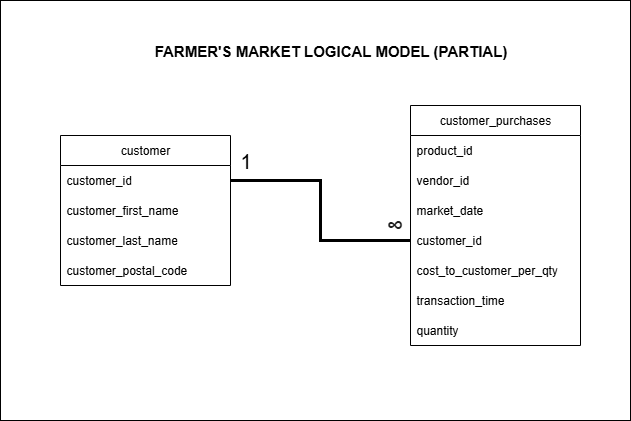 FARMER'S MARKET LOGICAL MODEL (PARTIAL)
customer
1
customer_id
customer_first_name
customer_last_name
customer_postal_code
customer_purchases
product_id
vendor_id
market_date
∞
customer_id
cost_to_customer_per_qty
transaction_time
quantity